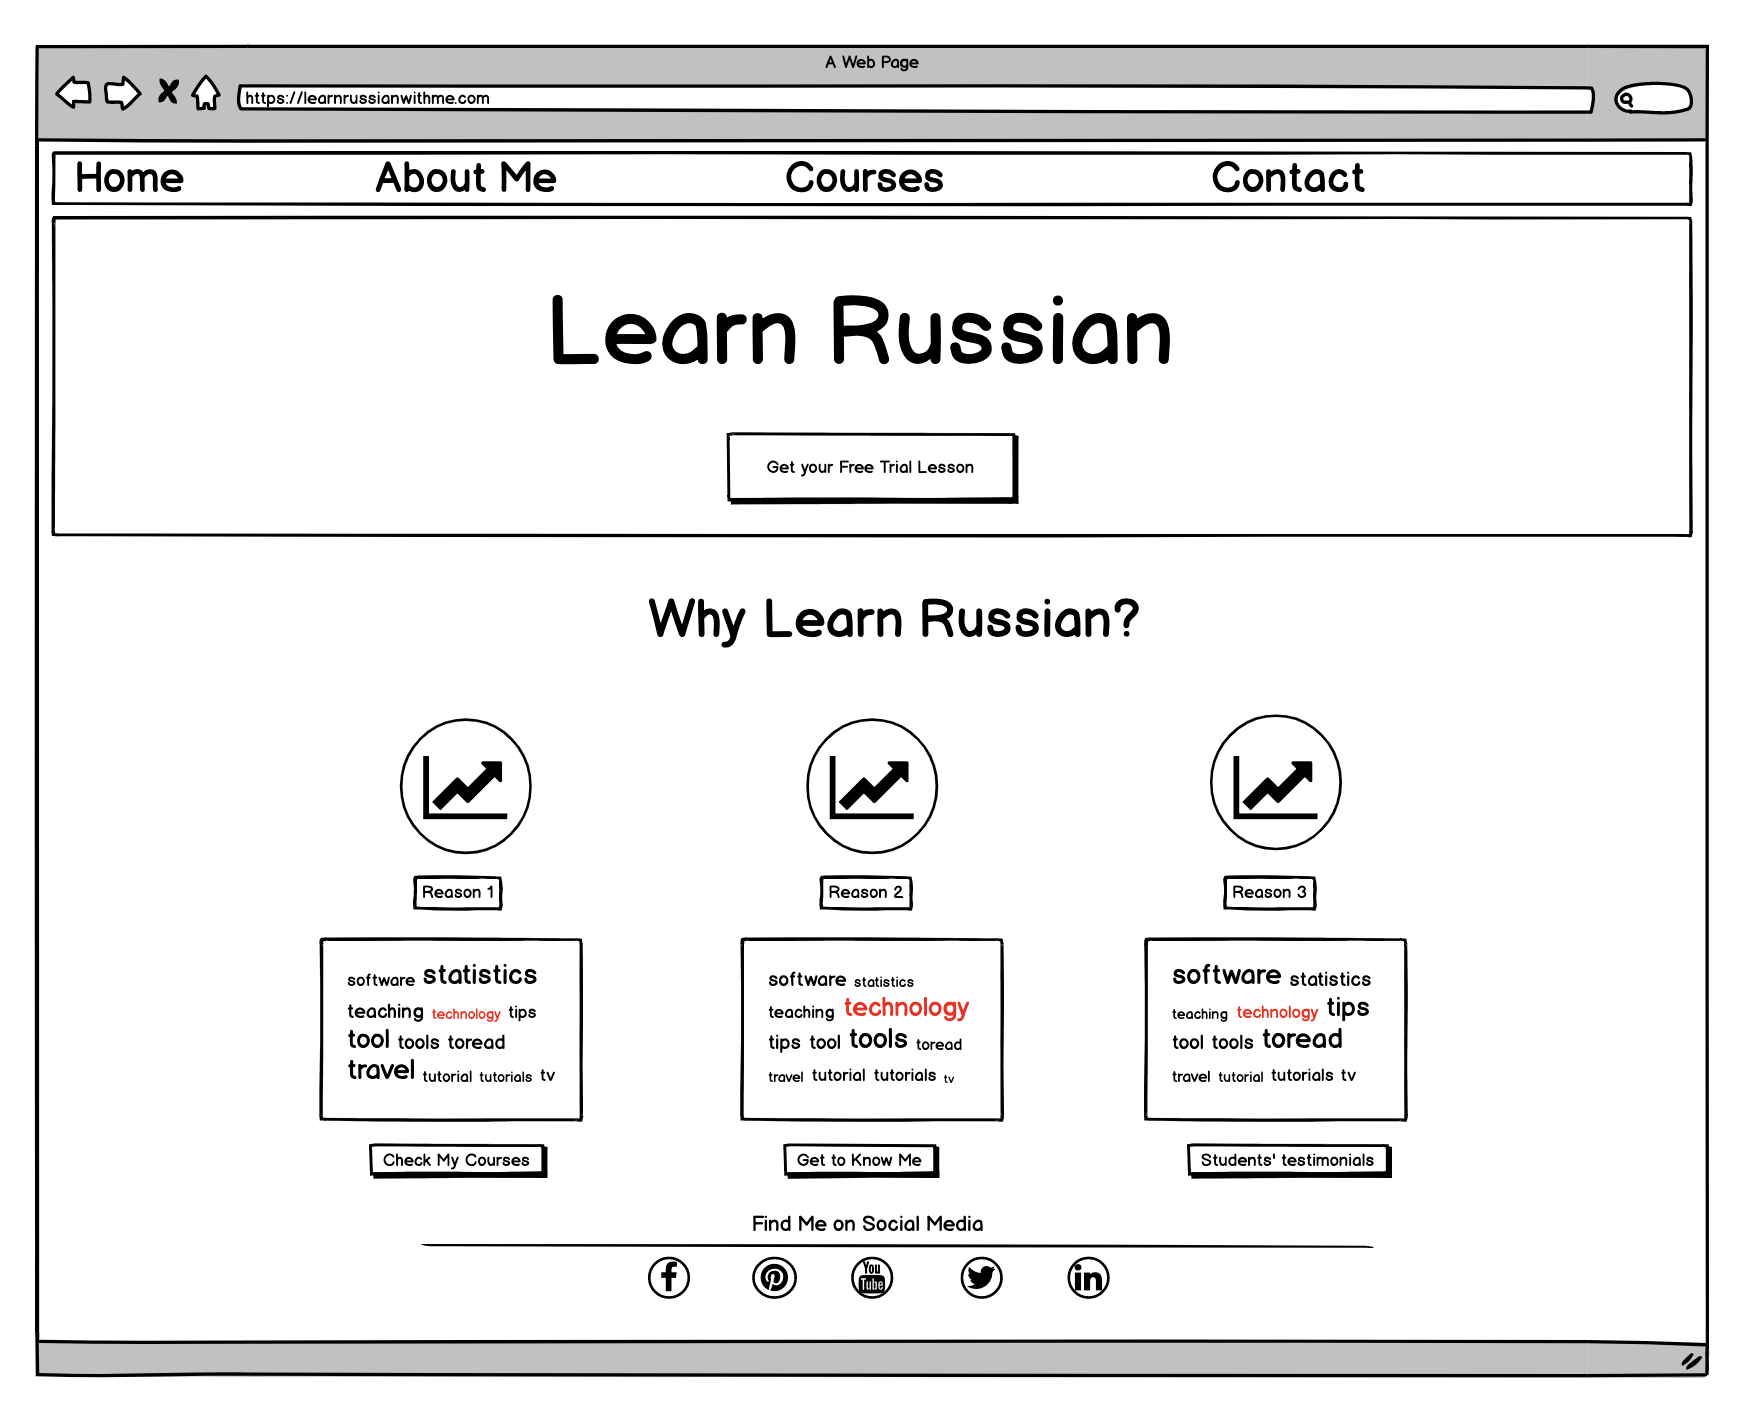 A Web Page
https://learnrussianwithme.com
Home About Me Courses Contact
Learn Russian
Get your Free Trial Lesson
Why Learn Russian?
Reason 1
Reason 2
Reason 3
software statistics
teaching technology tips
tool tools toread
travel tutorial tutorials tv
software statistics
teaching technology
tips tool tools toread
travel tutorial tutorials tv
software statistics
teaching technology tips
tool tools toread
travel tutorial tutorials tv
Check My Courses
Get to Know Me
Students' testimonials
Find Me on Social Media
f
You
Tube
in